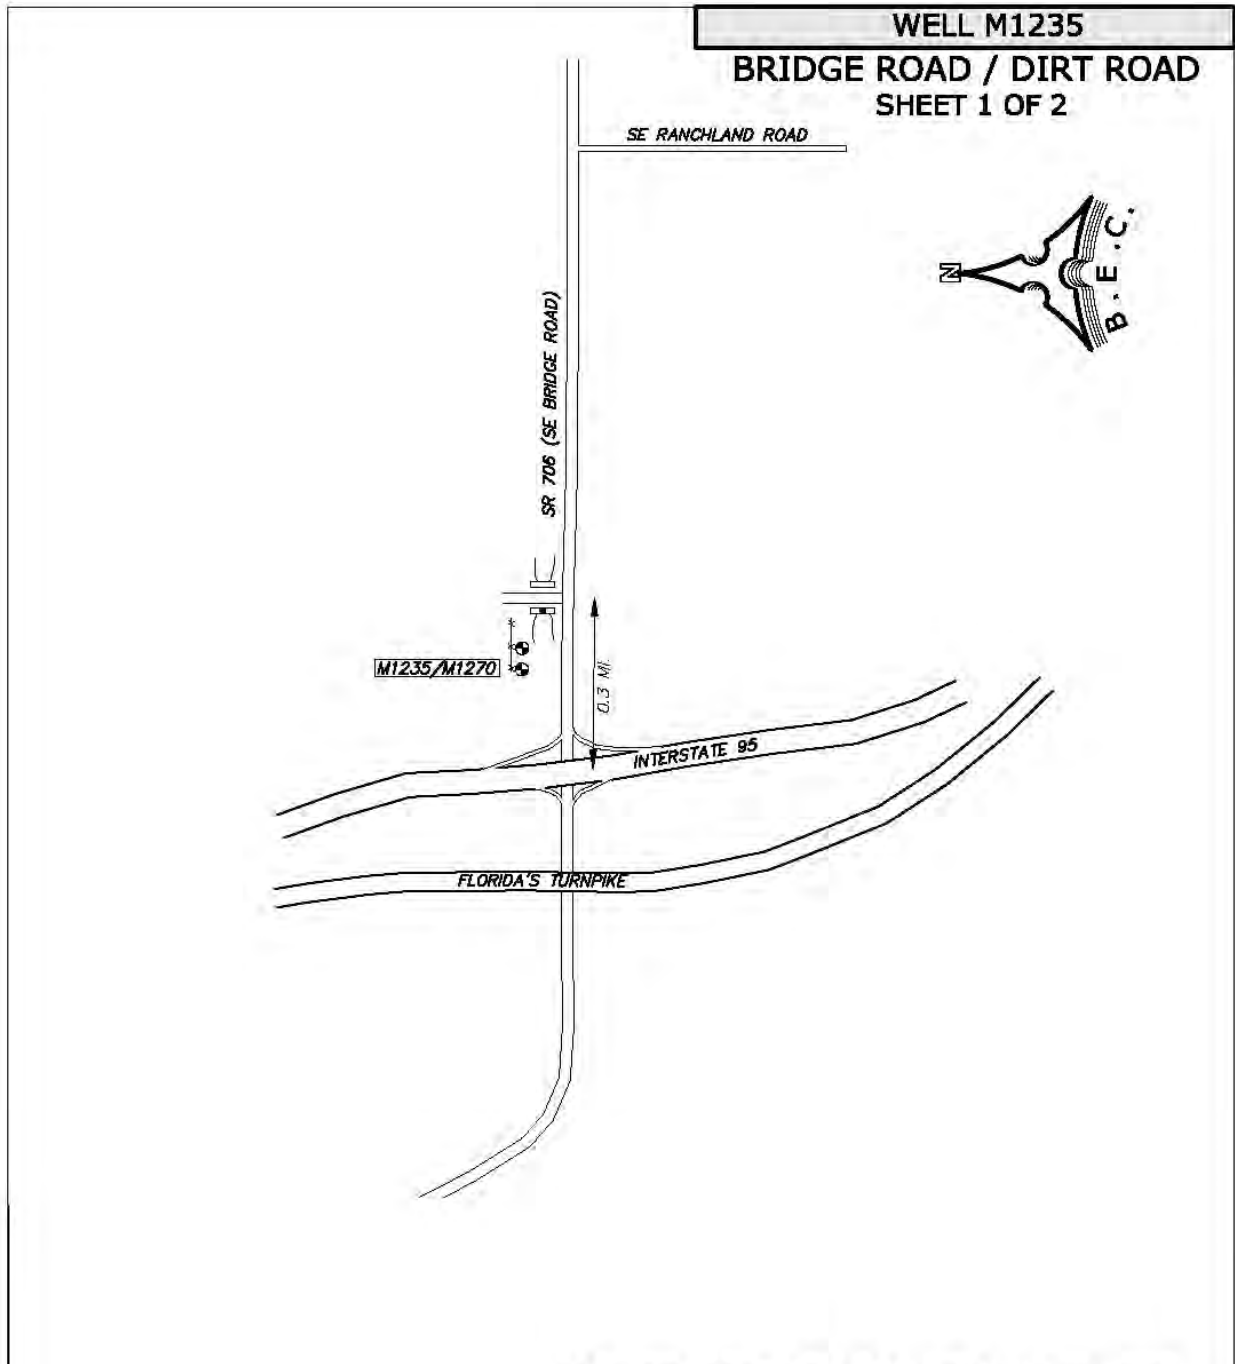 WELL M1235
BRIDGE ROAD / DIRT ROAD
SHEET 1 OF 2
SE RANCHLAND ROAD
N
B.E.C.
SR 706 (SE BRIDGE ROAD)
M1235/M1270
0.3 MI.
INTERSTATE 95
FLORIDA'S TURNPIKE